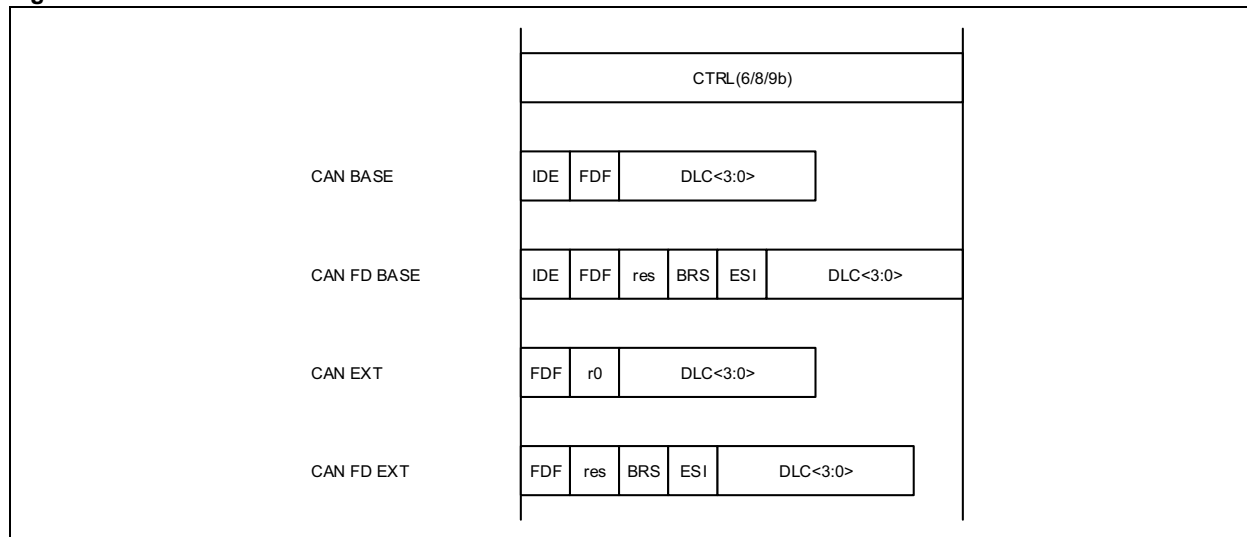 CTRL(6/8/9b)
CAN BASE IDE FDF DLC<3:0>
CAN FD BASE IDE FDF res BRS ESI DLC<3:0>
CAN EXT FDF r0 DLC<3:0>
CAN FD EXT FDF res BRS ESI DLC<3:0>